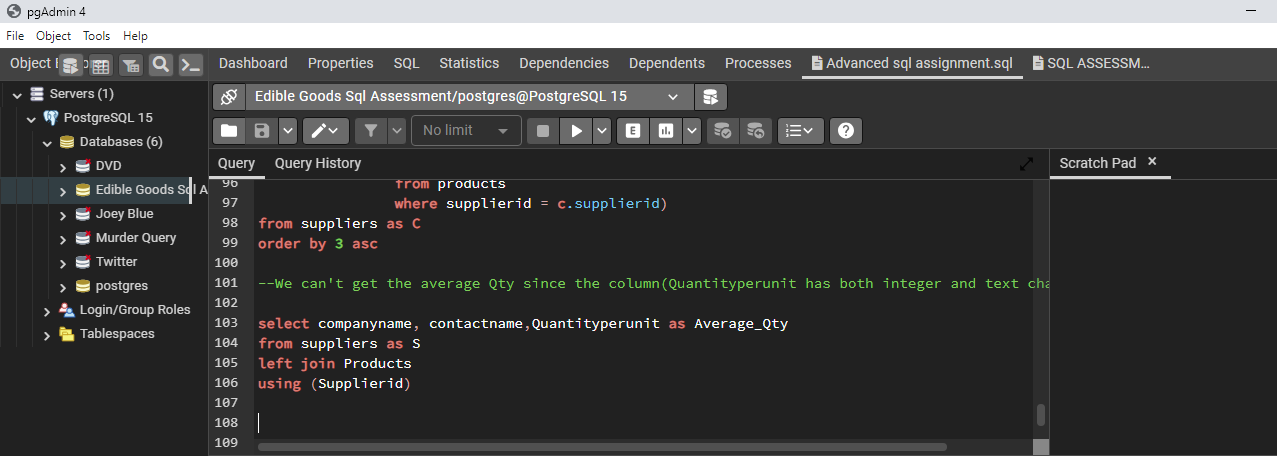 pgAdmin 4
File Object Tools Help
Object Dashboard Properties SQL Statistics Dependencies Dependents Processes Advanced sql assignment.sql SQL ASSESSM...
Servers (1)
PostgreSQL 15
Databases (6)
DVD
Edible Goods Sql A
Joey Blue
Murder Query
Twitter
postgres
Login/Group Roles
Tablespaces
Edible Goods Sql Assessment/postgres@PostgreSQL 15
No limit
E
Query Query History
Scratch Pad
96 from products
97 where supplierid = c.supplierid)
98 from suppliers as C
99 order by 3 asc
100
101 --We can't get the average Qty since the column(Quantityperunit has both integer and text cha
102
103 select companyname, contactname,Quantityperunit as Average_Qty
104 from suppliers as S
105 left join Products
106 using (Supplierid)
107
108
109